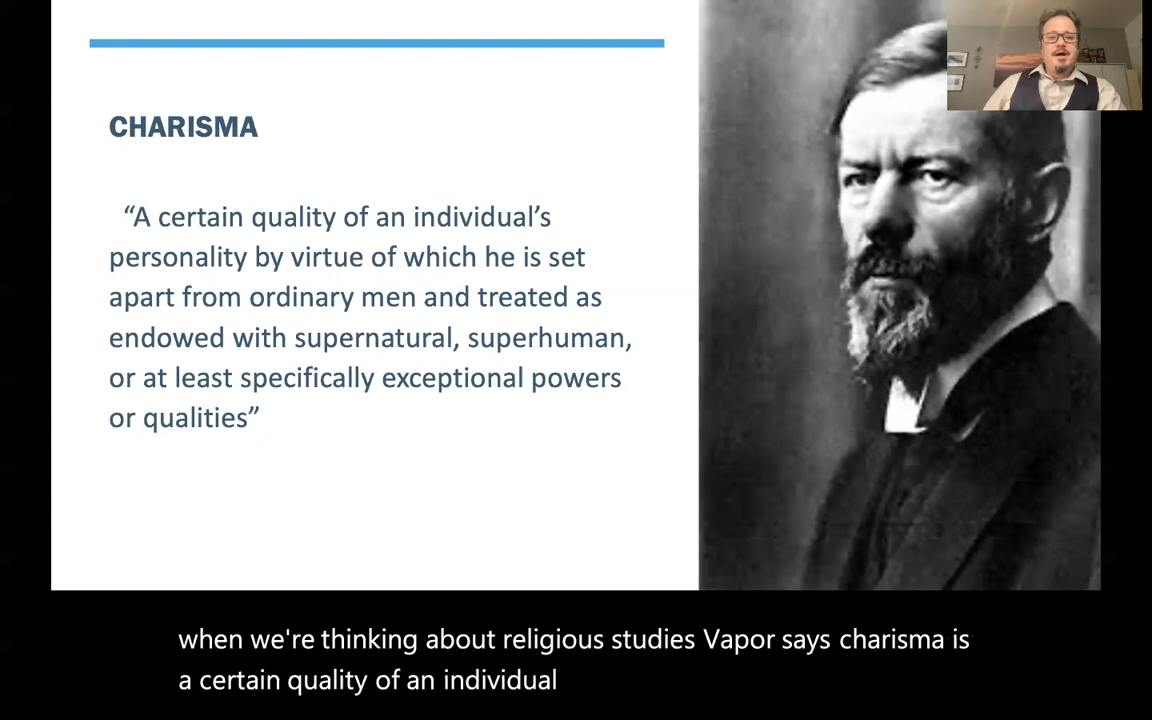 CHARISMA
“A certain quality of an individual’s
personality by virtue of which he is set
apart from ordinary men and treated as
endowed with supernatural, superhuman,
or at least specifically exceptional powers
or qualities”
when we're thinking about religious studies Vapor says charisma is
a certain quality of an individual